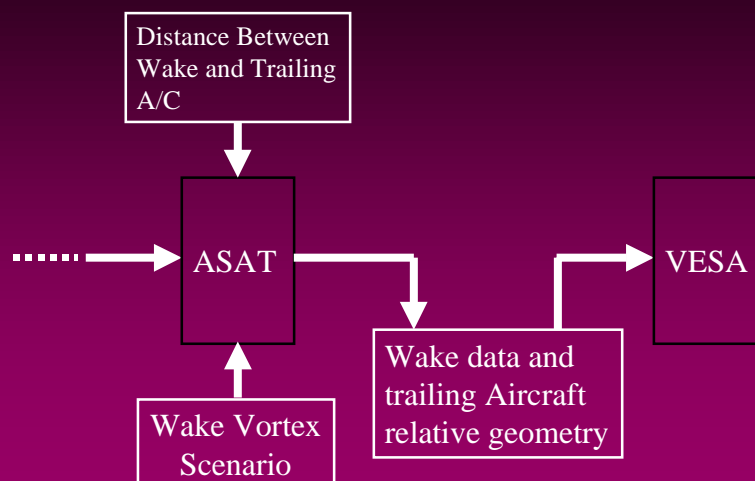 Distance Between
Wake and Trailing
A/C
ASAT
VESA
Wake data and
trailing Aircraft
relative geometry
Wake Vortex
Scenario